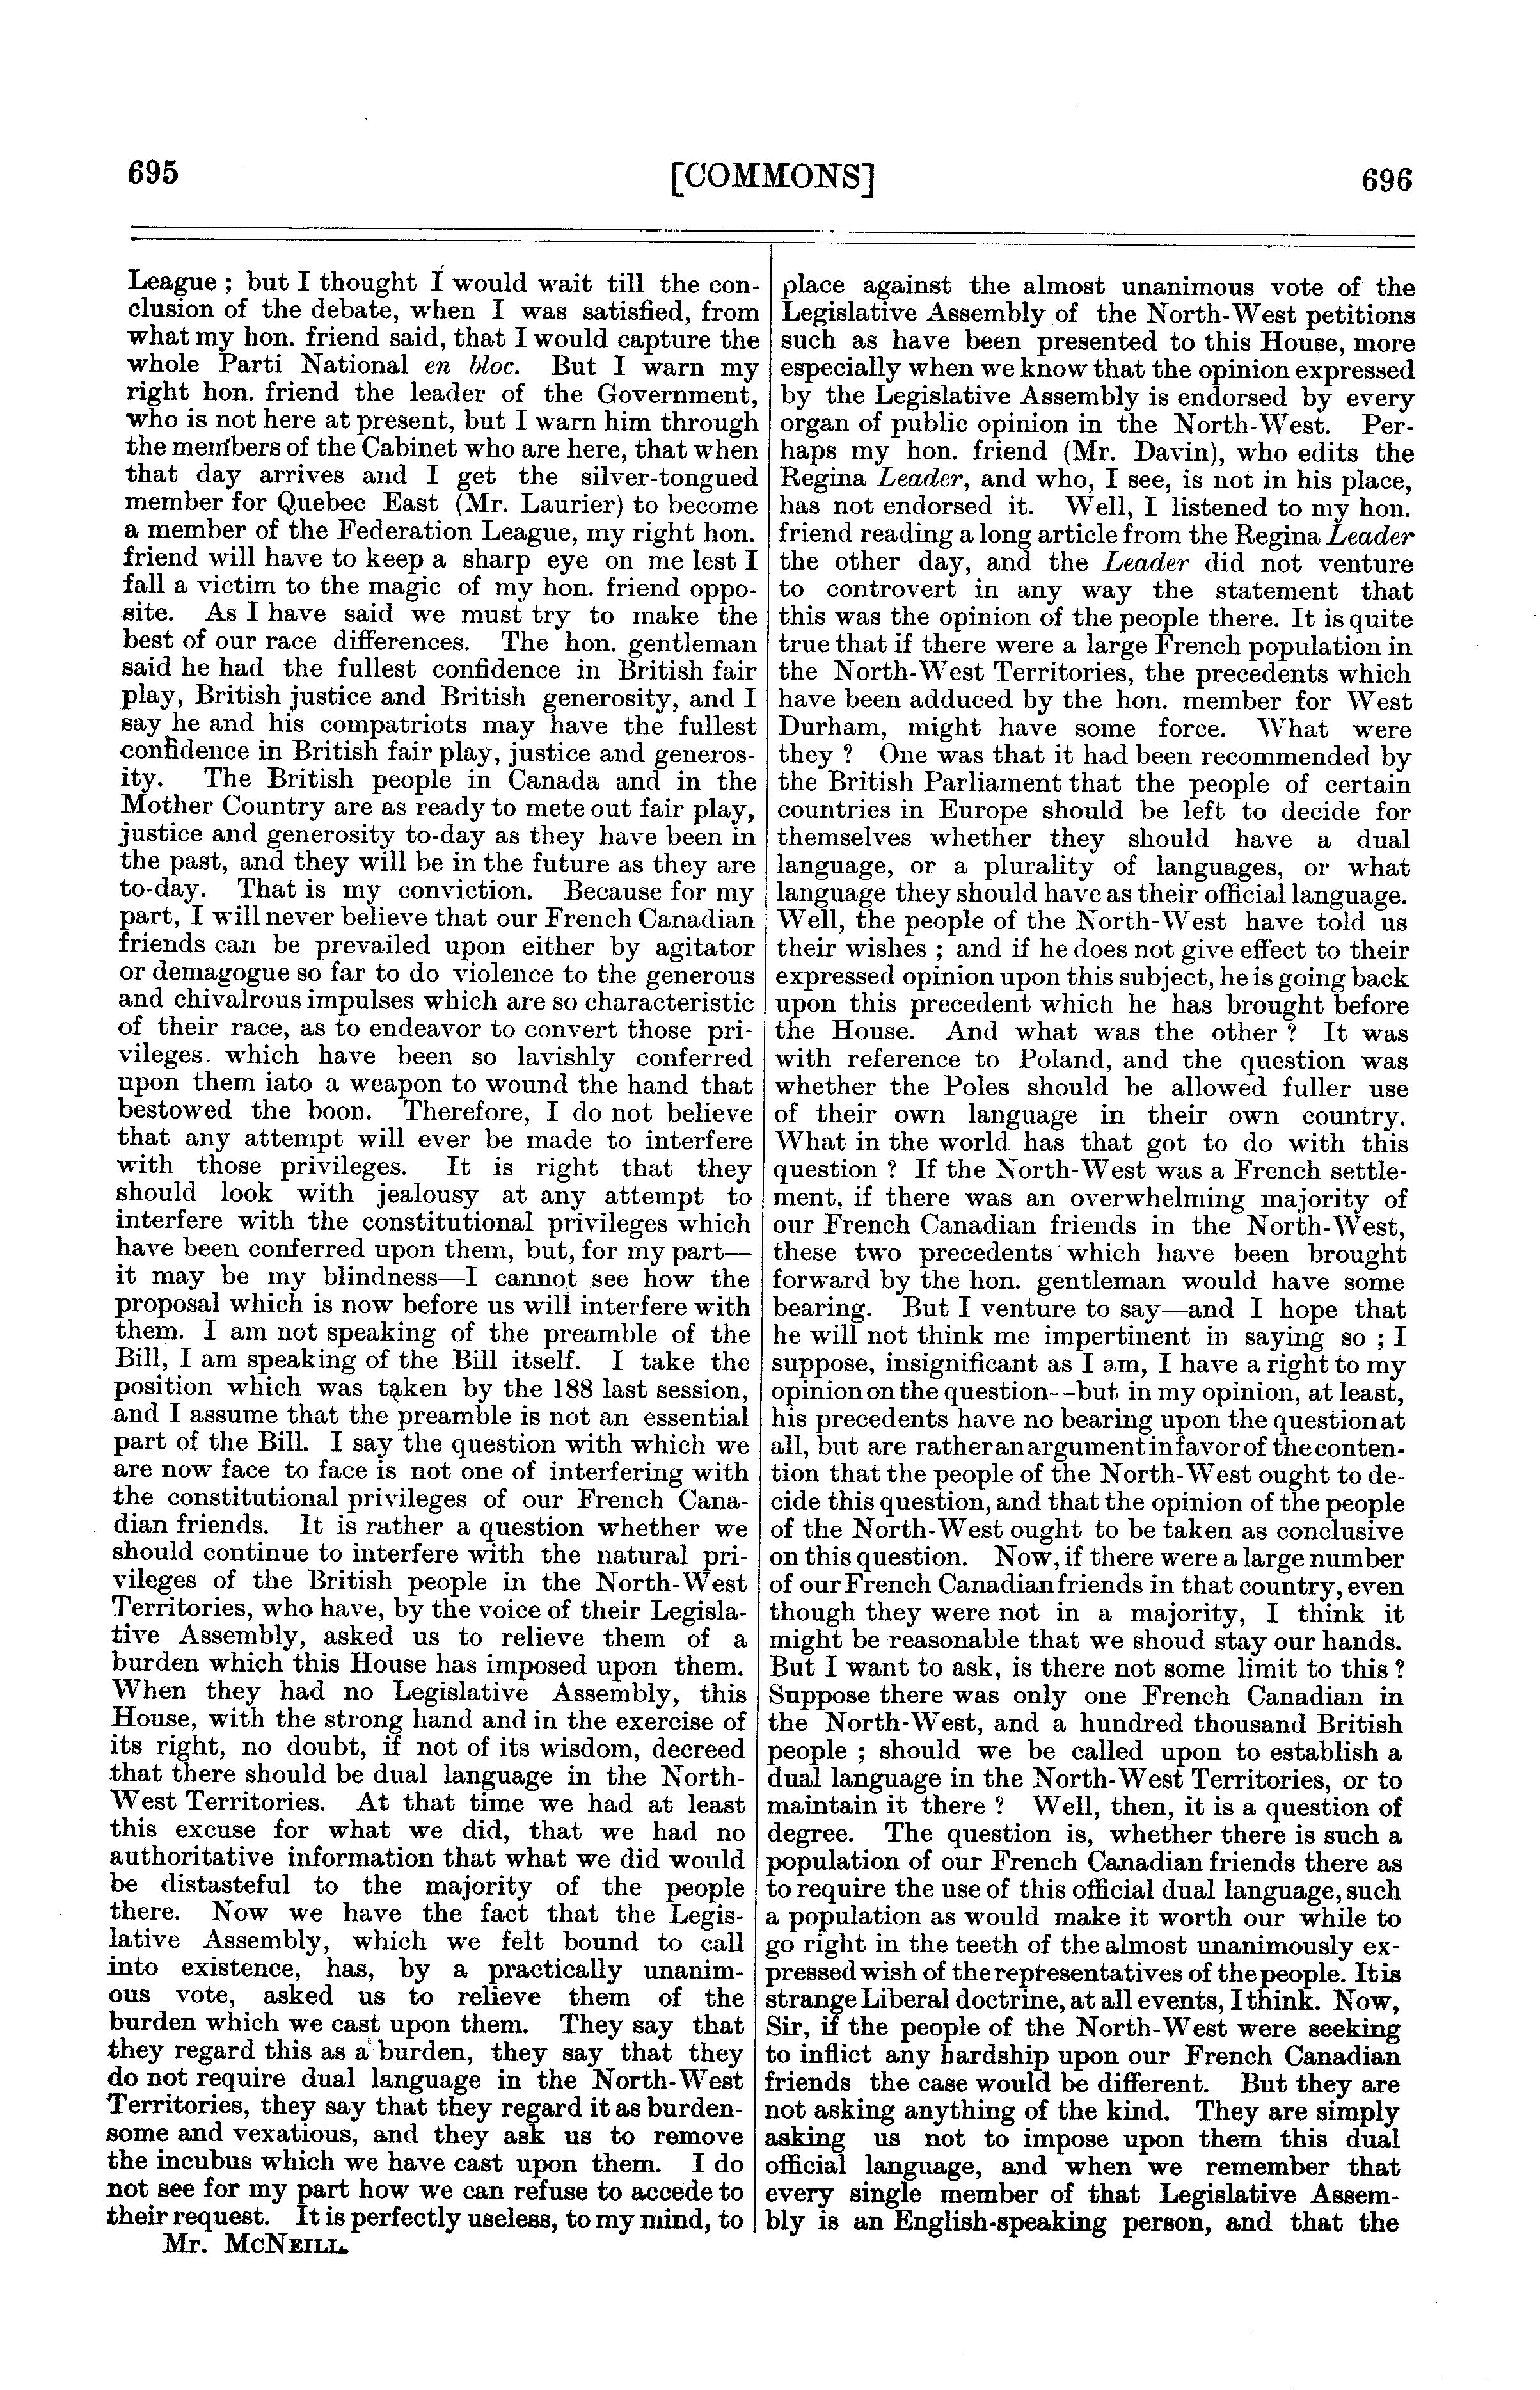 695
[COMMONS]
696
League ; but I thought I would wait till the con-
clusion of the debate, when I was satisfied, from
what my hon. friend said, that I would capture the
whole Parti National en bloc. But I warn my
right hon. friend the leader of the Government,
who is not here at present, but I warn him through
the members of the Cabinet who are here, that when
that day arrives and I get the silver-tongued
member for Quebec East (Mr. Laurier) to become
a member of the Federation League, my right hon.
friend will have to keep a sharp eye on me lest I
fall a victim to the magic of my hon. friend oppo-
site. As I have said we must try to make the
best of our race differences. The hon. gentleman
said he had the fullest confidence in British fair
play, British justice and British generosity, and I
say he and his compatriots may have the fullest
confidence in British fair play, justice and generos-
ity. The British people in Canada and in the
Mother Country are as ready to mete out fair play,
justice and generosity to-day as they have been in
the past, and they will be in the future as they are
to-day. That is my conviction. Because for my
part, I will never believe that our French Canadian
friends can be prevailed upon either by agitator
or demagogue so far to do violence to the generous
and chivalrous impulses which are so characteristic
of their race, as to endeavor to convert those pri-
vileges. which have been so lavishly conferred
upon them iato a weapon to wound the hand that
bestowed the boon. Therefore, I do not believe
that any attempt will ever be made to interfere
with those privileges. It is right that they
should look with jealousy at any attempt to
interfere with the constitutional privileges which
have been conferred upon them, but, for my part—
it may be my blindness—I cannot see how the
proposal which is now before us will interfere with
them. I am not speaking of the preamble of the
Bill, I am speaking of the Bill itself. I take the
position which was taken by the 188 last session,
and I assume that the preamble is not an essential
part of the Bill. I say the question with which we
are now face to face is not one of interfering with
the constitutional privileges of our French Cana-
dian friends. It is rather a question whether we
should continue to interfere with the natural pri-
vileges of the British people in the North-West
Territories, who have, by the voice of their Legisla-
tive Assembly, asked us to relieve them of a
burden which this House has imposed upon them.
When they had no Legislative Assembly, this
House, with the strong hand and in the exercise of
its right, no doubt, if not of its wisdom, decreed
that there should be dual language in the North-
West Territories. At that time we had at least
this excuse for what we did, that we had no
authoritative information that what we did would
be distasteful to the majority of the people
there. Now we have the fact that the Legis-
lative Assembly, which we felt bound to call
into existence, has, by a practically unanim-
ous vote, asked us to relieve them of the
burden which we cast upon them. They say that
they regard this as a burden, they say that they
do not require dual language in the North-West
Territories, they say that they regard it as burden-
some and vexatious, and they ask us to remove
the incubus which we have cast upon them. I do
not see for my part how we can refuse to accede to
their request. It is perfectly useless, to my mind, to
Mr. McNEILL.
place against the almost unanimous vote of the
Legislative Assembly of the North-West petitions
such as have been presented to this House, more
especially when we know that the opinion expressed
by the Legislative Assembly is endorsed by every
organ of public opinion in the North-West. Per-
haps my hon. friend (Mr. Davin), who edits the
Regina Leader, and who, I see, is not in his place,
has not endorsed it. Well, I listened to my hon.
friend reading a long article from the Regina Leader
the other day, and the Leader did not venture
to controvert in any way the statement that
this was the opinion of the people there. It is quite
true that if there were a large French population in
the North-West Territories, the precedents which
have been adduced by the hon. member for West
Durham, might have some force. What were
they ? One was that it had been recommended by
the British Parliament that the people of certain
countries in Europe should be left to decide for
themselves whether they should have a dual
language, or a plurality of languages, or what
language they should have as their official language.
Well, the people of the North-West have told us
their wishes ; and if he does not give effect to their
expressed opinion upon this subject, he is going back
upon this precedent which he has brought before
the House. And what was the other ? It was
with reference to Poland, and the question was
whether the Poles should be allowed fuller use
of their own language in their own country.
What in the world has that got to do with this
question ? If the North-West was a French settle-
ment, if there was an overwhelming majority of
our French Canadian friends in the North-West,
these two precedents which have been brought
forward by the hon. gentleman would have some
bearing. But I venture to say—and I hope that
he will not think me impertinent in saying so ; I
suppose, insignificant as I am, I have a right to my
opinion on the question--but in my opinion, at least,
his precedents have no bearing upon the question at
all, but are rather an argument in favor of the conten-
tion that the people of the North-West ought to de-
cide this question, and that the opinion of the people
of the North-West ought to be taken as conclusive
on this question. Now, if there were a large number
of our French Canadian friends in that country, even
though they were not in a majority, I think it
might be reasonable that we shoud stay our hands.
But I want to ask, is there not some limit to this ?
Suppose there was only one French Canadian in
the North-West, and a hundred thousand British
people ; should we be called upon to establish a
dual language in the North-West Territories, or to
maintain it there ? Well, then, it is a question of
degree. The question is, whether there is such a
population of our French Canadian friends there as
to require the use of this official dual language, such
a population as would make it worth our while to
go right in the teeth of the almost unanimously ex-
pressed wish of the representatives of the people. It is
strange Liberal doctrine, at all events, I think. Now,
Sir, if the people of the North-West were seeking
to inflict any hardship upon our French Canadian
friends the case would be different. But they are
not asking anything of the kind. They are simply
asking us not to impose upon them this dual
official language, and when we remember that
every single member of that Legislative Assem-
bly is an English-speaking person, and that the